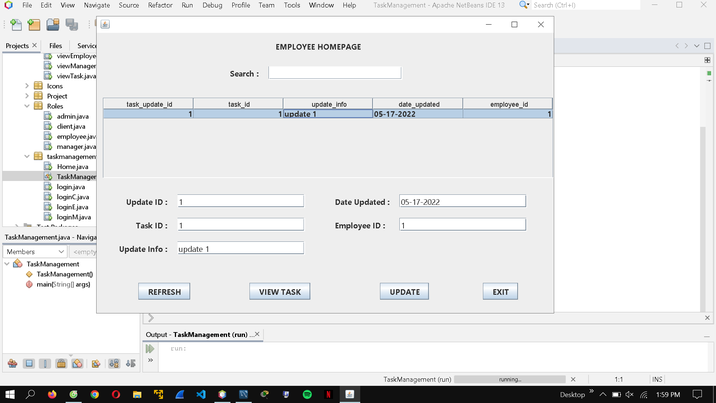 File Edit View Navigate Source Refactor Run Debug Profile Team Tools Window Help TaskManagement - Apache NetBeans IDE 13 Search (Ctrl+I)
Projects Files Service
viewEmploye
viewManager
viewTask.jav
Icons
Project
Roles
admin.java
client.java
employee.jav
manager.java
taskmanagement
Home.java
TaskManager
login.java
loginC.java
loginE.java
loginM.java
TaskManagement.java - Naviga
Members <empty
TaskManagement
TaskManagement()
main(String[] args)
EMPLOYEE HOMEPAGE
Search :
task_update_id task_id update_info date_updated employee_id
1 1 update 1 05-17-2022 1
Update ID : 1 Date Updated : 05-17-2022
Task ID : 1 Employee ID : 1
Update Info : update 1
REFRESH VIEW TASK UPDATE EXIT
Output - TaskManagement (run) ...
run:
TaskManagement (run) running... 1:1 INS
Desktop 1:59 PM